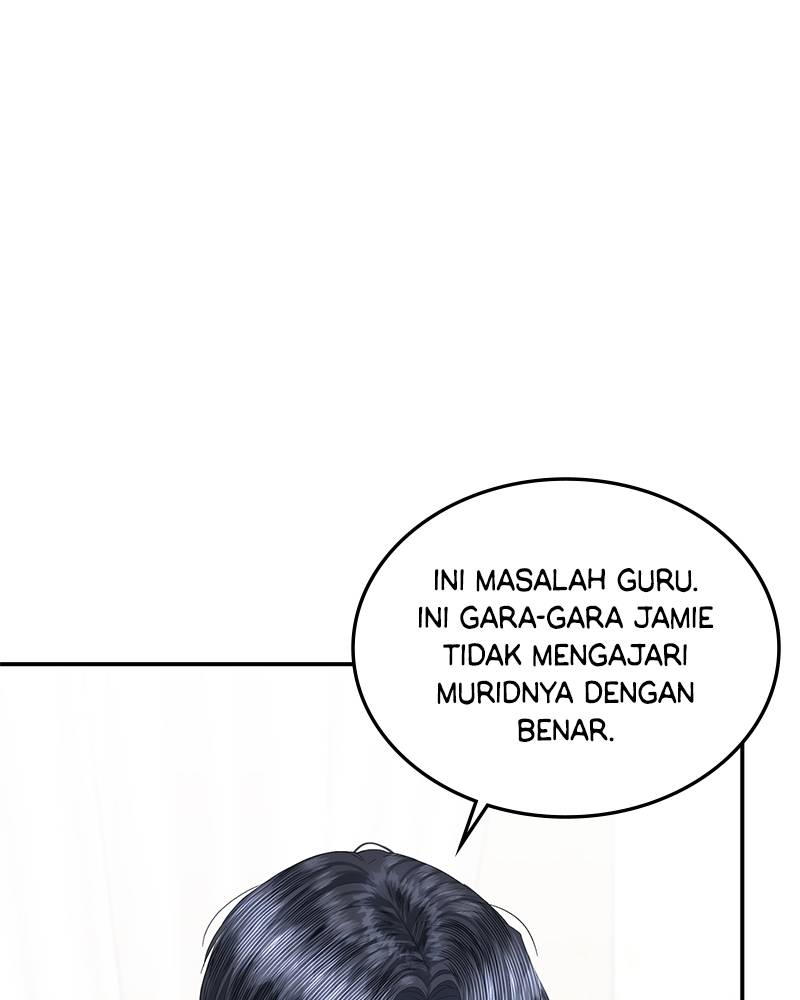 INI MASALAH GURU.
INI GARA-GARA JAMIE
TIDAK MENGAJARI
MURIDNYA DENGAN
BENAR.